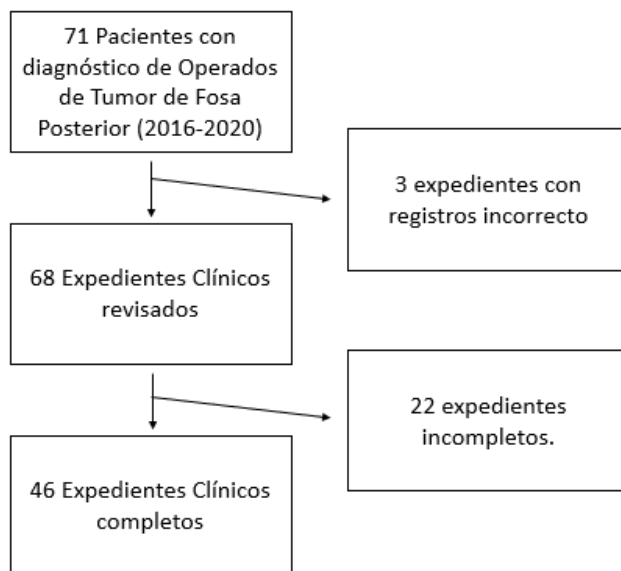 71 Pacientes con
diagnóstico de Operados
de Tumor de Fosa
Posterior (2016-2020)
3 expedientes con
registros incorrecto
68 Expedientes Clínicos
revisados
22 expedientes
incompletos.
46 Expedientes Clínicos
completos